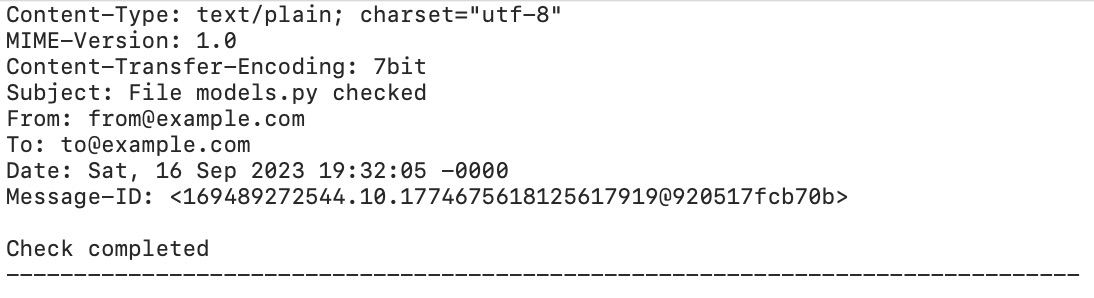 Content-Type: text/plain; charset="utf-8"
MIME-Version: 1.0
Content-Transfer-Encoding: 7bit
Subject: File models.py checked
From: from@example.com
To: to@example.com
Date: Sat, 16 Sep 2023 19:32:05 -0000
Message-ID: <169489272544.10.1774675618125617919@920517fcb70b>

Check completed
-------------------------------------------------------------------------------